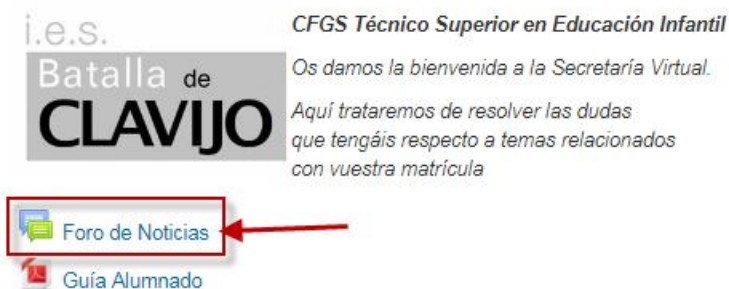 i.e.s.
Batalla de
CLAVIJO
CFGS Técnico Superior en Educación Infantil
Os damos la bienvenida a la Secretaría Virtual.
Aquí trataremos de resolver las dudas
que tengáis respecto a temas relacionados
con vuestra matrícula
Foro de Noticias
Guía Alumnado